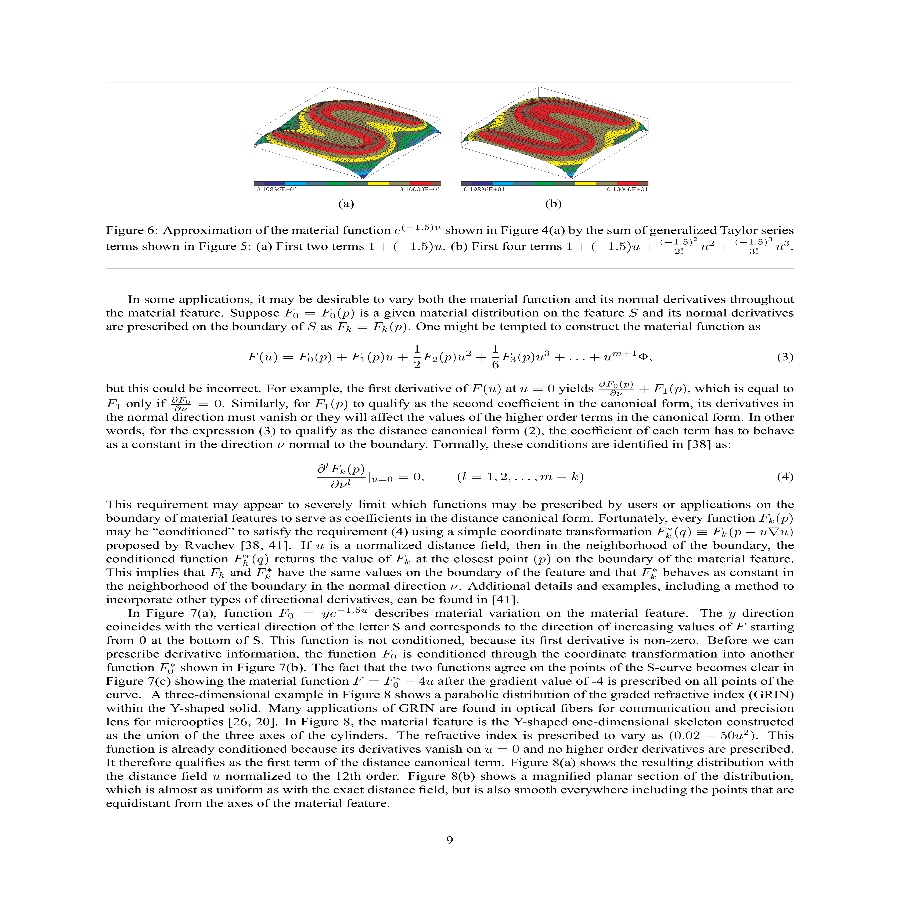 (a) (b)
Figure 6: Approximation of the material function e^(−1.5)u shown in Figure 4(a) by the sum of generalized Taylor series
terms shown in Figure 5: (a) First two terms 1 + (−1.5)u. (b) First four terms 1 + (−1.5)u + (−1.5)²/2! u² + (−1.5)³/3! u³.
In some applications, it may be desirable to vary both the material function and its normal derivatives throughout
the material feature. Suppose F₀ = F₀(p) is a given material distribution on the feature S and its normal derivatives
are prescribed on the boundary of S as Fₖ = Fₖ(p). One might be tempted to construct the material function as
F(u) = F₀(p) + F₁(p)u + 1/2 F₂(p)u² + 1/6 F₃(p)u³ + . . . + u^(m+1)Φ, (3)
but this could be incorrect. For example, the first derivative of F(u) at u = 0 yields ∂F₀(p)/∂ν + F₁(p), which is equal to
F₁ only if ∂F₀/∂ν = 0. Similarly, for F₁(p) to qualify as the second coefficient in the canonical form, its derivatives in
the normal direction must vanish or they will affect the values of the higher order terms in the canonical form. In other
words, for the expression (3) to qualify as the distance canonical form (2), the coefficient of each term has to behave
as a constant in the direction ν normal to the boundary. Formally, these conditions are identified in [38] as:
∂ˡFₖ(p)/∂νˡ |u=0 = 0, (l = 1, 2, . . . , m − k) (4)
This requirement may appear to severely limit which functions may be prescribed by users or applications on the
boundary of material features to serve as coefficients in the distance canonical form. Fortunately, every function Fₖ(p)
may be "conditioned" to satisfy the requirement (4) using a simple coordinate transformation Fₖ*(q) ≡ Fₖ(p − u∇u)
proposed by Rvachev [38, 41]. If u is a normalized distance field, then in the neighborhood of the boundary, the
conditioned function Fₖ*(q) returns the value of Fₖ at the closest point (p) on the boundary of the material feature.
This implies that Fₖ and Fₖ* have the same values on the boundary of the feature and that Fₖ* behaves as constant in
the neighborhood of the boundary in the normal direction ν. Additional details and examples, including a method to
incorporate other types of directional derivatives, can be found in [41].
In Figure 7(a), function F₀ = ye^−1.5u describes material variation on the material feature. The y direction
coincides with the vertical direction of the letter S and corresponds to the direction of increasing values of F starting
from 0 at the bottom of S. This function is not conditioned, because its first derivative is non-zero. Before we can
prescribe derivative information, the function F₀ is conditioned through the coordinate transformation into another
function F₀* shown in Figure 7(b). The fact that the two functions agree on the points of the S-curve becomes clear in
Figure 7(c) showing the material function F = F₀* − 4u after the gradient value of -4 is prescribed on all points of the
curve. A three-dimensional example in Figure 8 shows a parabolic distribution of the graded refractive index (GRIN)
within the Y-shaped solid. Many applications of GRIN are found in optical fibers for communication and precision
lens for microoptics [26, 20]. In Figure 8, the material feature is the Y-shaped one-dimensional skeleton constructed
as the union of the three axes of the cylinders. The refractive index is prescribed to vary as (0.02 − 50u²). This
function is already conditioned because its derivatives vanish on u = 0 and no higher order derivatives are prescribed.
It therefore qualifies as the first term of the distance canonical term. Figure 8(a) shows the resulting distribution with
the distance field u normalized to the 12th order. Figure 8(b) shows a magnified planar section of the distribution,
which is almost as uniform as with the exact distance field, but is also smooth everywhere including the points that are
equidistant from the axes of the material feature.
9